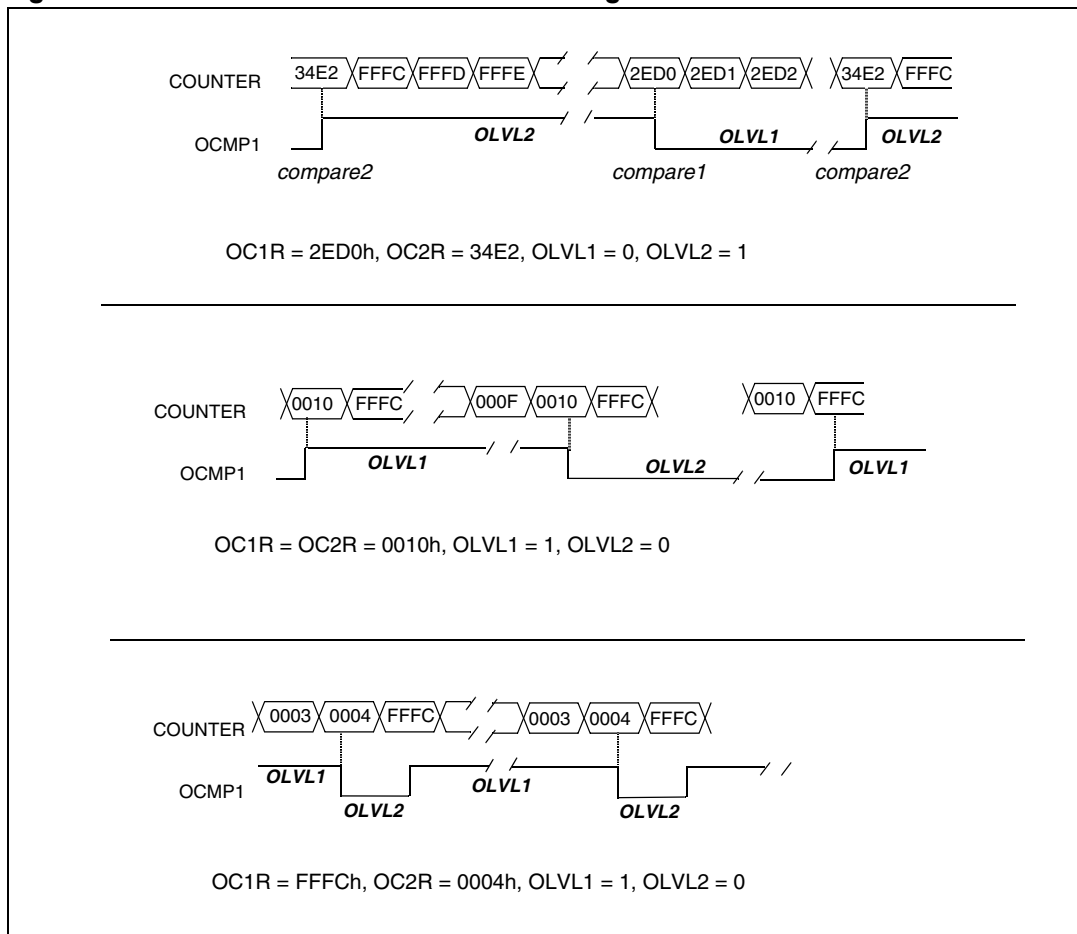 COUNTER 34E2 FFFC FFFD FFFE 2ED0 2ED1 2ED2 34E2 FFFC
OCMP1 OLVL2 OLVL1 OLVL2
compare2 compare1 compare2
OC1R = 2ED0h, OC2R = 34E2, OLVL1 = 0, OLVL2 = 1
COUNTER 0010 FFFC 000F 0010 FFFC 0010 FFFC
OCMP1 OLVL1 OLVL2 OLVL1
OC1R = OC2R = 0010h, OLVL1 = 1, OLVL2 = 0
COUNTER 0003 0004 FFFC 0003 0004 FFFC
OCMP1 OLVL1 OLVL2 OLVL1 OLVL2
OC1R = FFFCh, OC2R = 0004h, OLVL1 = 1, OLVL2 = 0